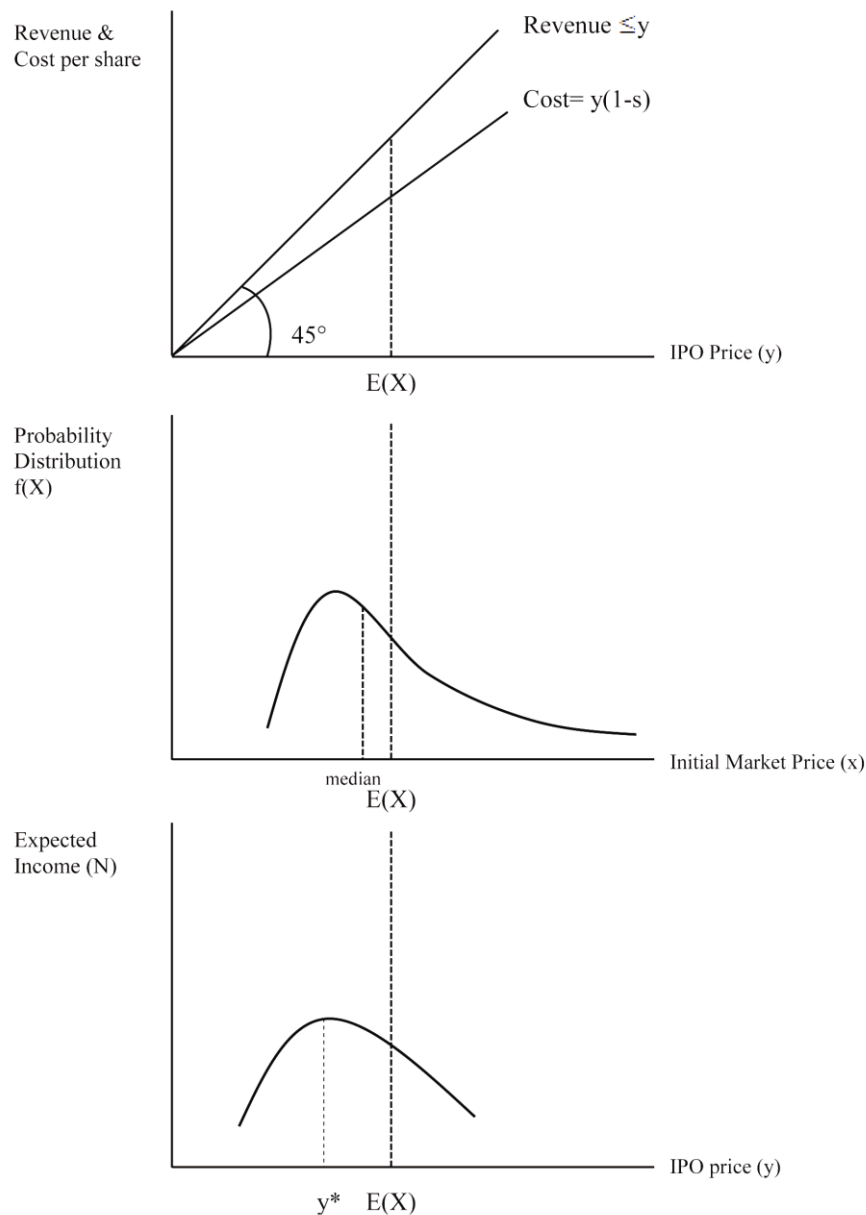 Revenue &
Cost per share
Revenue ≦y
Cost= y(1-s)
45°
IPO Price (y)
E(X)
Probability
Distribution
f(X)
Initial Market Price (x)
median
E(X)
Expected
Income (N)
IPO price (y)
y*
E(X)